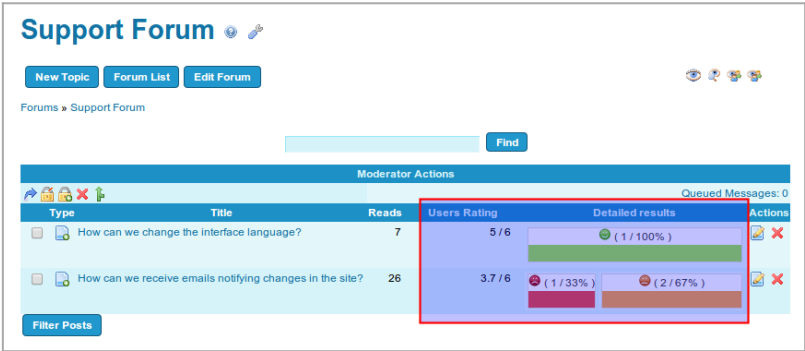 Support Forum
New Topic Forum List Edit Forum
Forums » Support Forum
Find
Moderator Actions
Queued Messages: 0
Type Title Reads Users Rating Detailed results Actions
How can we change the interface language? 7 5 / 6 ( 1 / 100% )
How can we receive emails notifying changes in the site? 26 3.7 / 6 ( 1 / 33% ) ( 2 / 67% )
Filter Posts